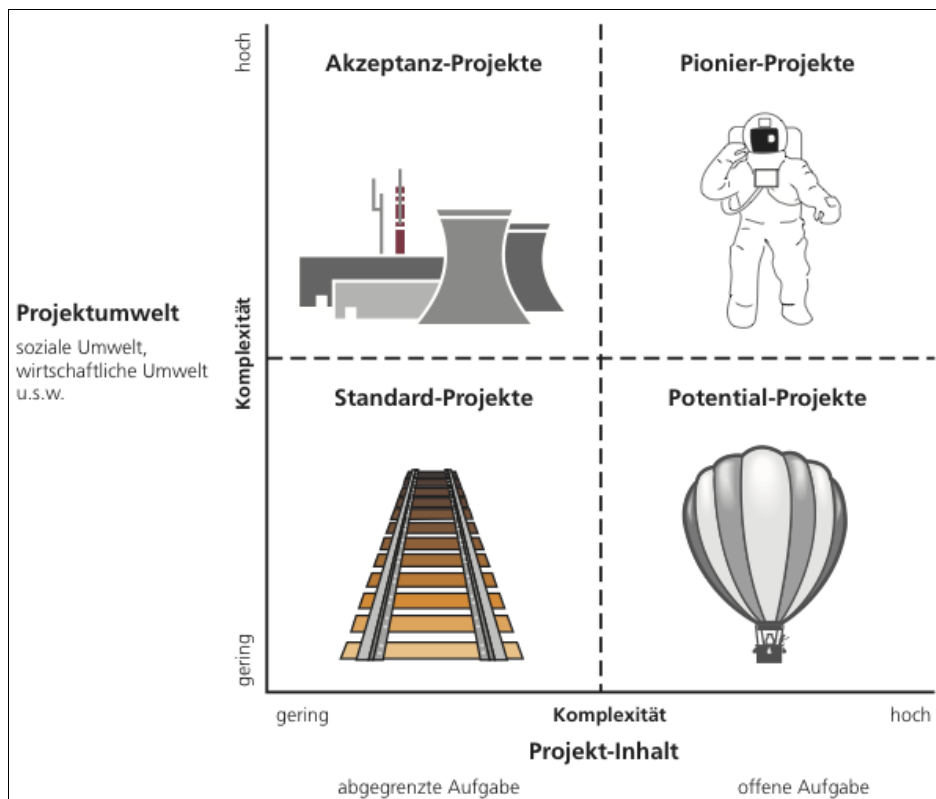 hoch
Akzeptanz-Projekte
Pionier-Projekte
Projektumwelt
soziale Umwelt,
wirtschaftliche Umwelt
u.s.w.
Komplexität
Standard-Projekte
Potential-Projekte
gering
gering
Komplexität
hoch
Projekt-Inhalt
abgegrenzte Aufgabe
offene Aufgabe